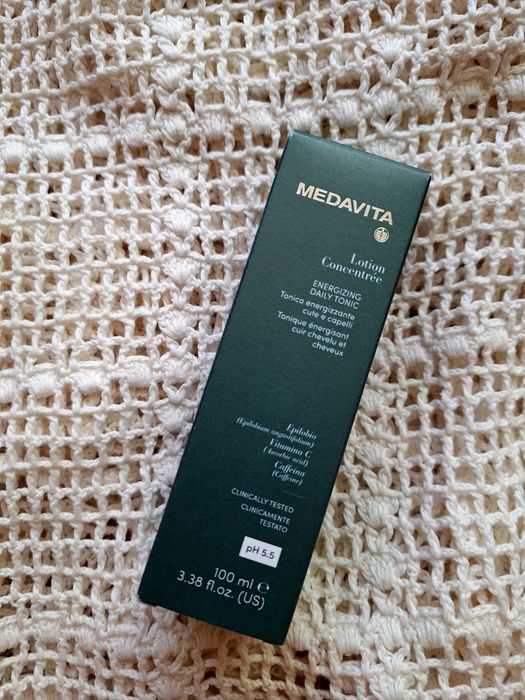 MEDAVITA
Lotion
Concentrée
ENERGIZING
DAILY TONIC
Tonico energizzante
cute e capelli
Tonique énergisant
cuir chevelu et
cheveux
Epilobio
(Epilobium angustifolium)
Vitamina C
(Ascorbic acid)
Caffeina
(Caffeine)
CLINICALLY TESTED
CLINICAMENTE
TESTATO
pH 5.5
100 ml ℮
3.38 fl.oz. (US)